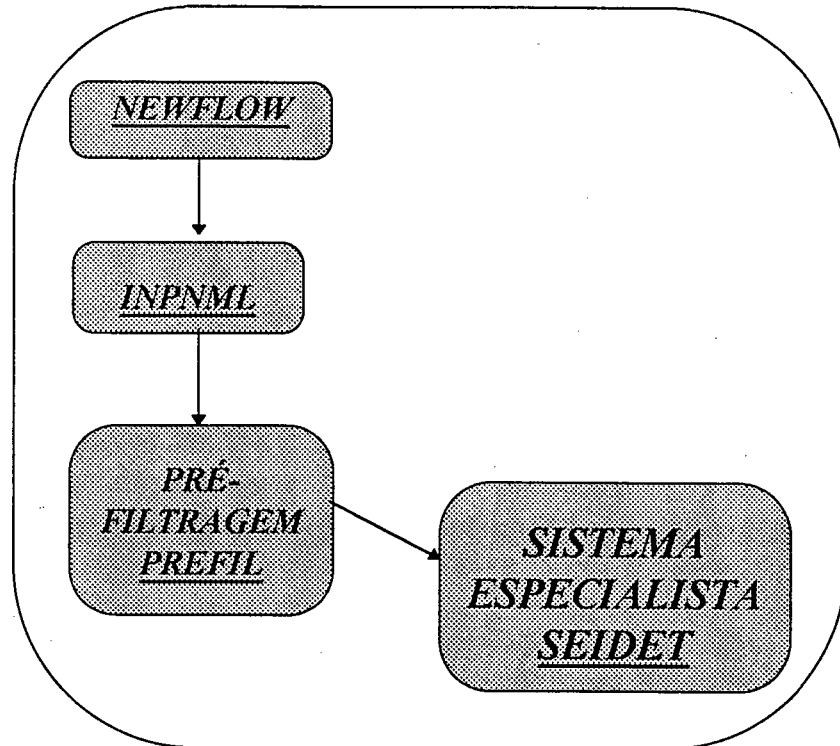 NEWFLOW
INPNML
PRÉ-
FILTRAGEM
PREFIL
SISTEMA
ESPECIALISTA
SEIDET